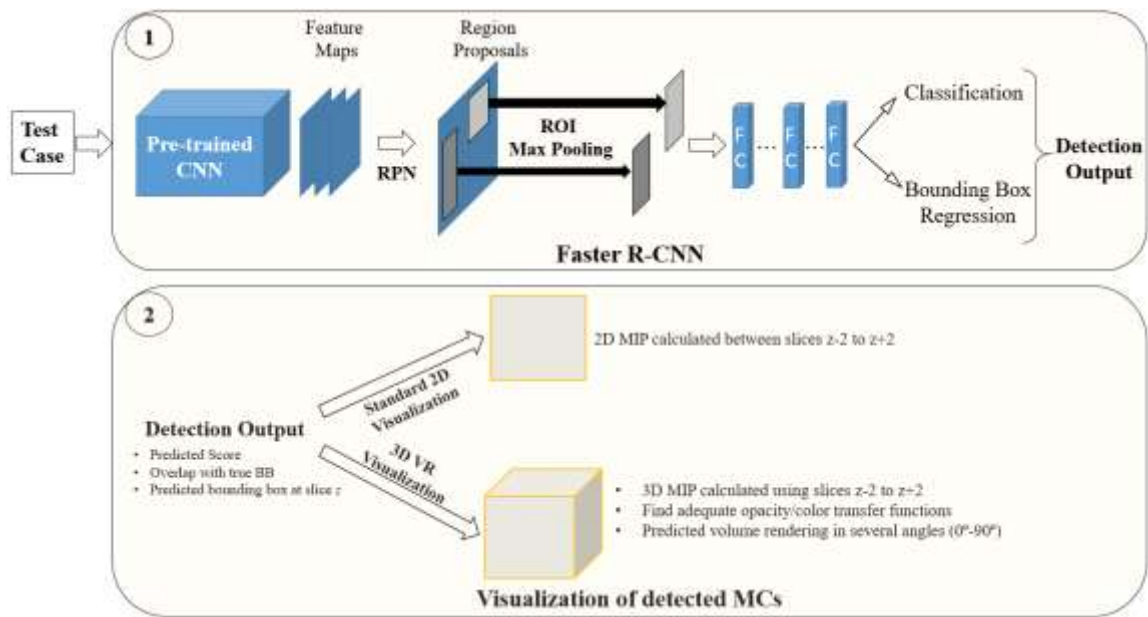 1
Test
Case
Pre-trained
CNN
Feature
Maps
RPN
Region
Proposals
ROI
Max Pooling
F
C
F
C
F
C
Classification
Bounding Box
Regression
Detection
Output
Faster R-CNN
2
Detection Output
• Predicted Score
• Overlap with true BB
• Predicted bounding box at slice z
Standard 2D
Visualization
3D VR
Visualization
2D MIP calculated between slices z-2 to z+2
• 3D MIP calculated using slices z-2 to z+2
• Find adequate opacity/color transfer functions
• Predicted volume rendering in several angles (0º-90º)
Visualization of detected MCs